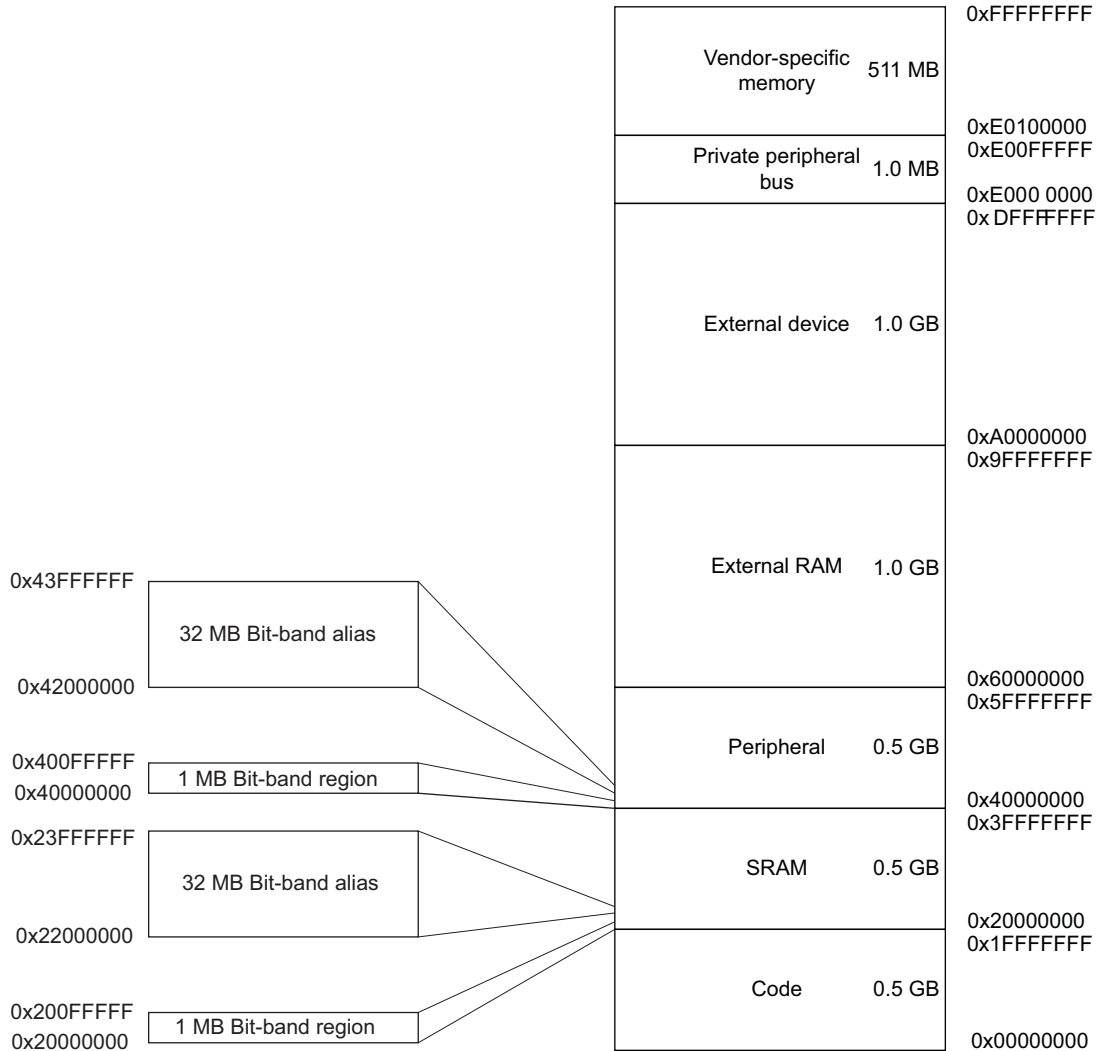 0xFFFFFFFF
Vendor-specific
memory
511 MB
0xE0100000
0xE00FFFFF
Private peripheral
bus
1.0 MB
0xE000 0000
0x DFFFFFFF
External device 1.0 GB
0xA0000000
0x9FFFFFFF
External RAM 1.0 GB
0x60000000
0x5FFFFFFF
Peripheral 0.5 GB
0x40000000
0x3FFFFFFF
SRAM 0.5 GB
0x20000000
0x1FFFFFFF
Code 0.5 GB
0x00000000
0x43FFFFFF
32 MB Bit-band alias
0x42000000
0x400FFFFF
1 MB Bit-band region
0x40000000
0x23FFFFFF
32 MB Bit-band alias
0x22000000
0x200FFFFF
1 MB Bit-band region
0x20000000